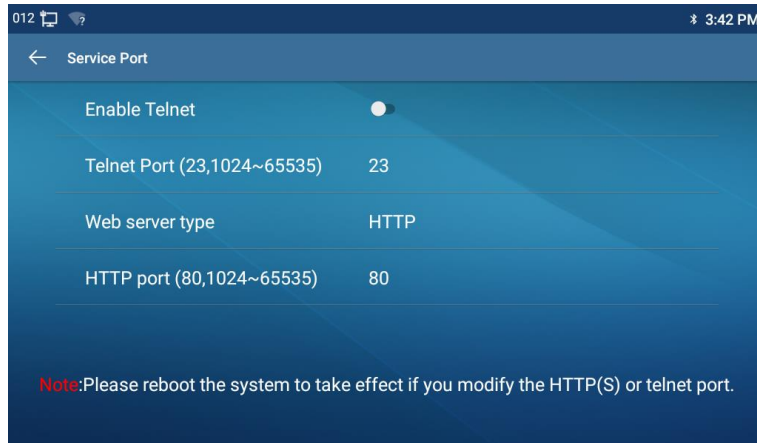 012 ? 3:42 PM
Service Port
Enable Telnet
Telnet Port (23,1024~65535) 23
Web server type HTTP
HTTP port (80,1024~65535) 80
Note:Please reboot the system to take effect if you modify the HTTP(S) or telnet port.